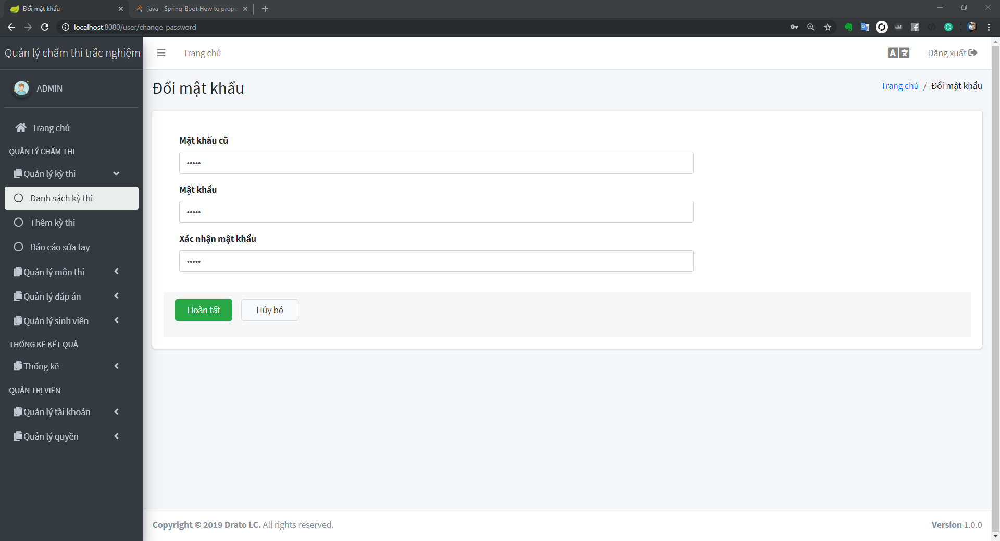 Đổi mật khẩu
java - Spring-Boot How to prope
localhost:8080/user/change-password
Quản lý chấm thi trắc nghiệm
Trang chủ
Đăng xuất
ADMIN
Trang chủ
QUẢN LÝ CHẤM THI
Quản lý kỳ thi
Danh sách kỳ thi
Thêm kỳ thi
Báo cáo sửa tay
Quản lý môn thi
Quản lý đáp án
Quản lý sinh viên
THỐNG KÊ KẾT QUẢ
Thống kê
QUẢN TRỊ VIÊN
Quản lý tài khoản
Quản lý quyền
Đổi mật khẩu
Trang chủ / Đổi mật khẩu
Mật khẩu cũ
•••••
Mật khẩu
•••••
Xác nhận mật khẩu
•••••
Hoàn tất
Hủy bỏ
Copyright © 2019 Drato LC. All rights reserved.
Version 1.0.0